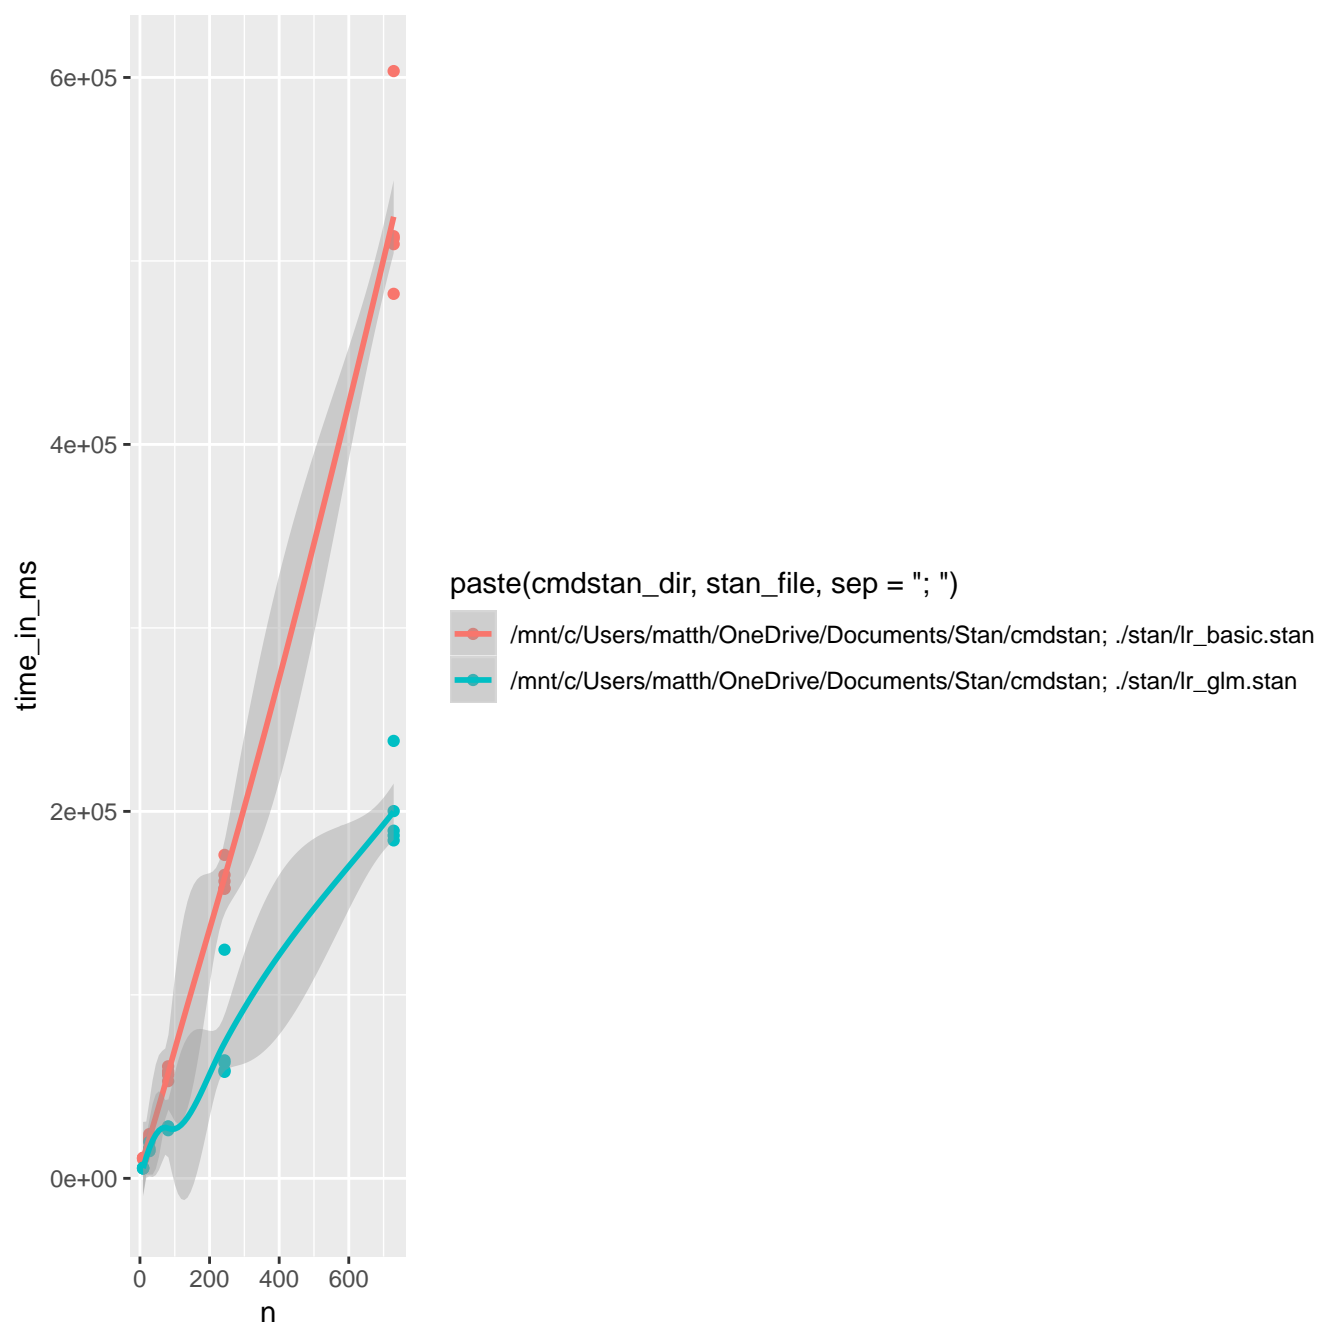 6e+05
4e+05
2e+05
0e+00
time_in_ms
0 200 400 600
n
paste(cmdstan_dir, stan_file, sep = "; ")
/mnt/c/Users/matth/OneDrive/Documents/Stan/cmdstan; ./stan/lr_basic.stan
/mnt/c/Users/matth/OneDrive/Documents/Stan/cmdstan; ./stan/lr_glm.stan